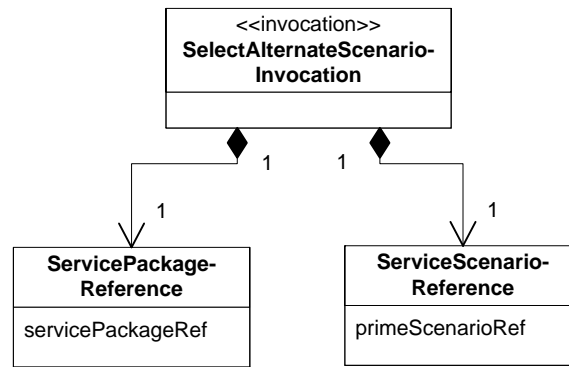 <<invocation>>
SelectAlternateScenario-
Invocation
1
1
1
1
ServicePackage-
Reference
servicePackageRef
ServiceScenario-
Reference
primeScenarioRef